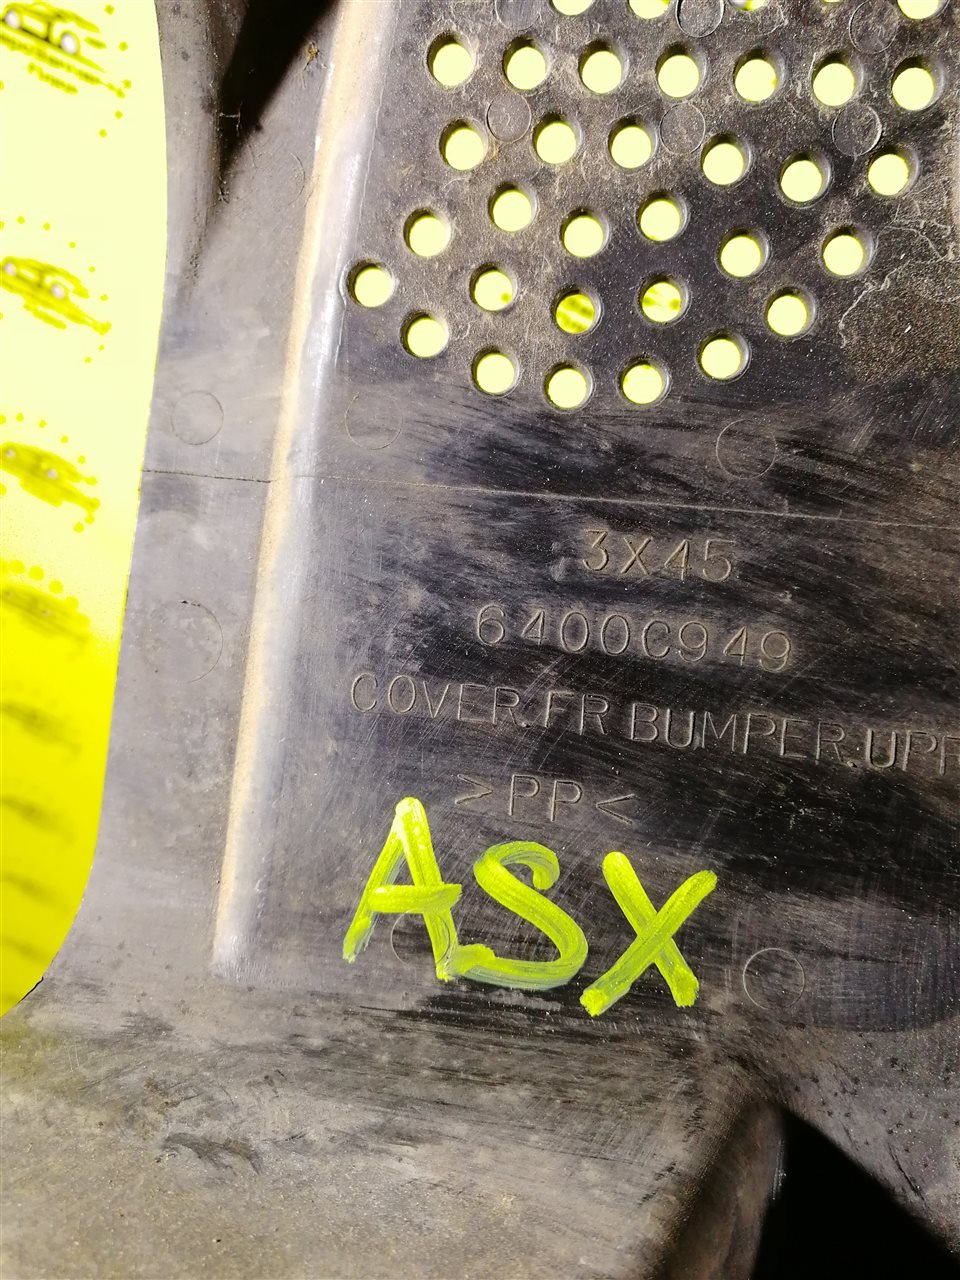 3X45
6400C949
COVER.FR BUMPER.UPR
>PP<
ASX